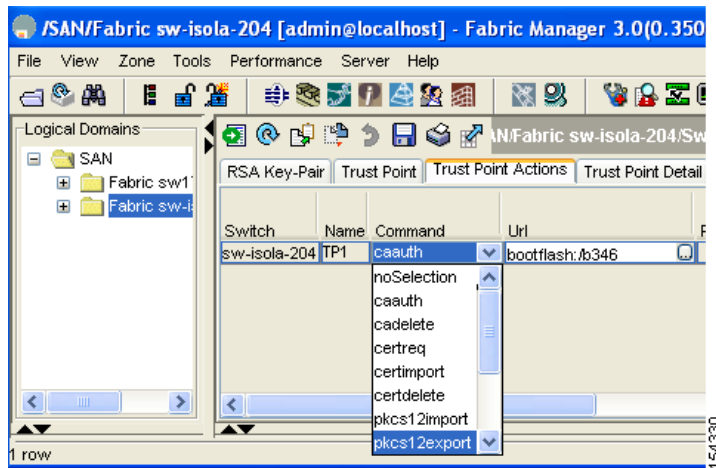 /SAN/Fabric sw-isola-204 [admin@localhost] - Fabric Manager 3.0(0.350
File View Zone Tools Performance Server Help
Logical Domains
SAN
Fabric sw1
Fabric sw-i
N/Fabric sw-isola-204/Sw
RSA Key-Pair Trust Point Trust Point Actions Trust Point Detail
Switch Name Command Url
sw-isola-204 TP1 caauth bootflash:/b346
noSelection
caauth
cadelete
certreq
certimport
certdelete
pkcs12import
pkcs12export
1 row
154330